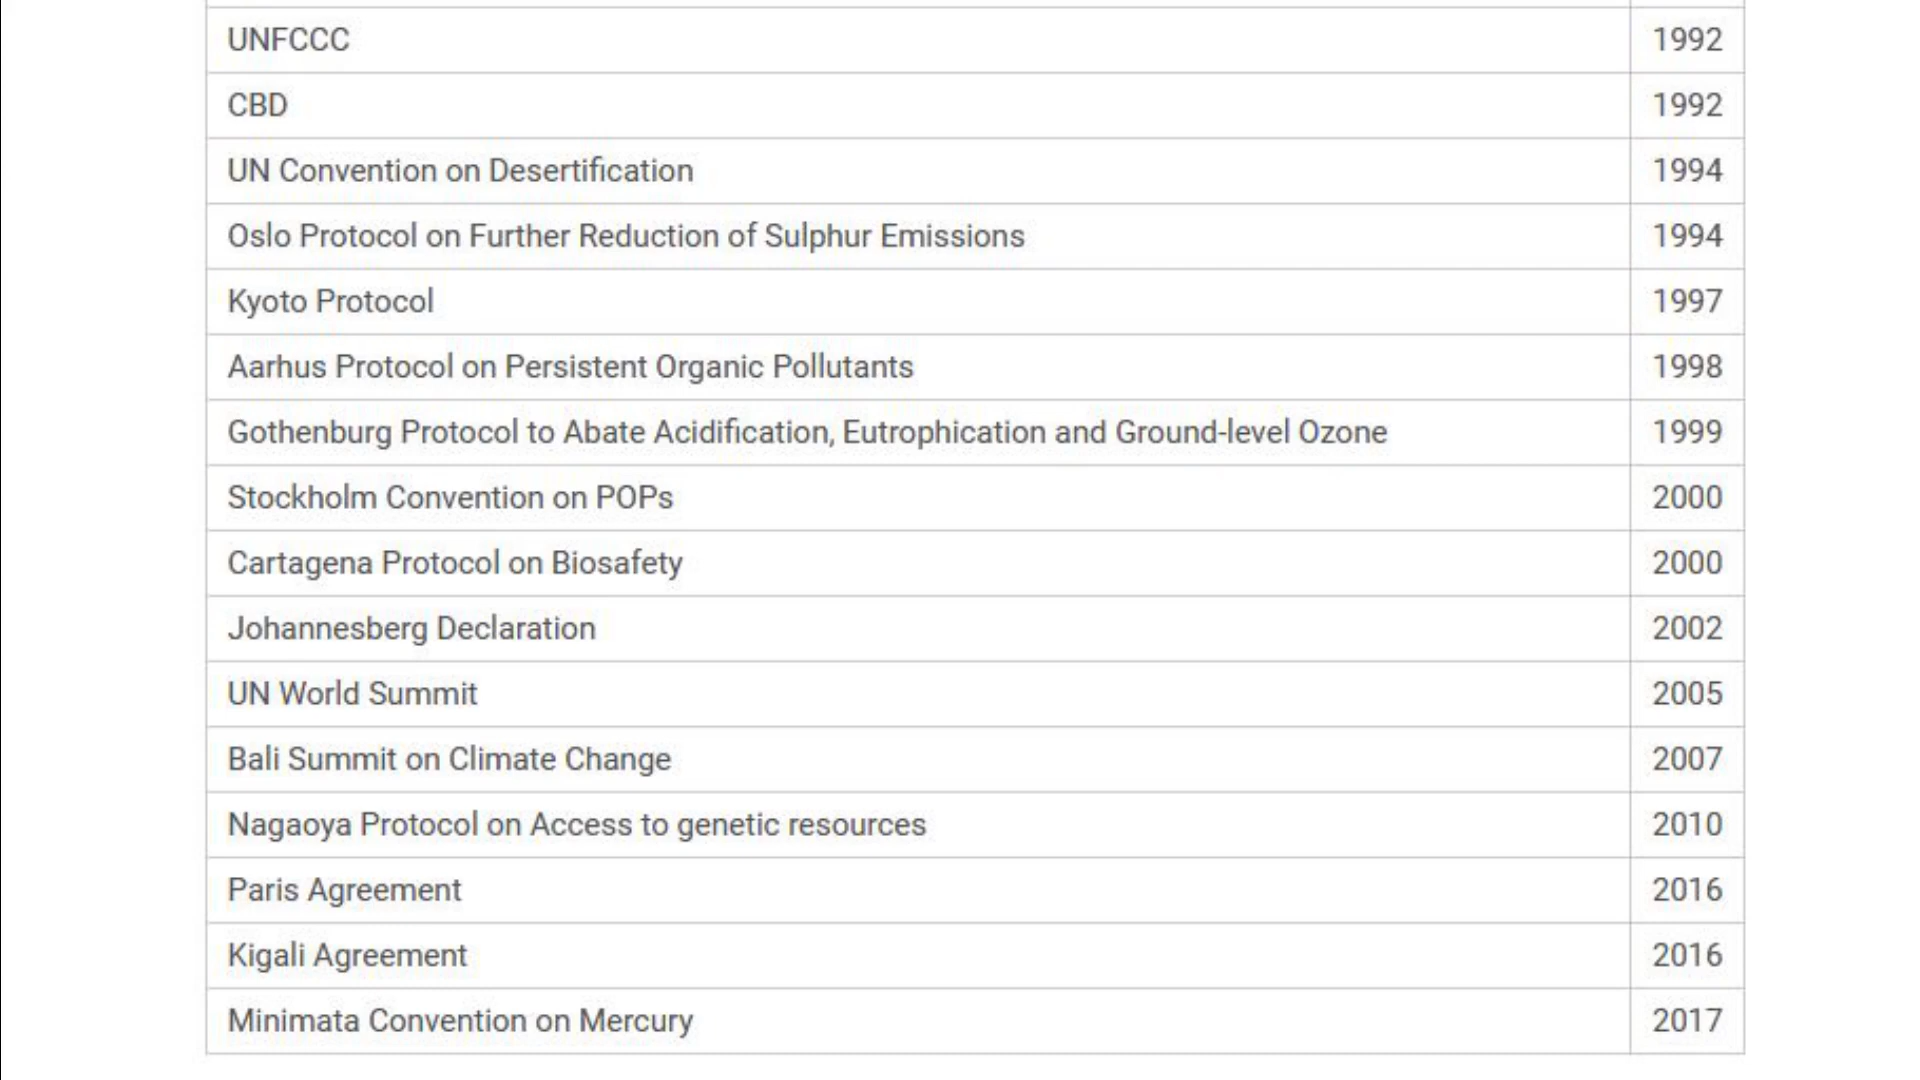 UNFCCC 1992
CBD 1992
UN Convention on Desertification 1994
Oslo Protocol on Further Reduction of Sulphur Emissions 1994
Kyoto Protocol 1997
Aarhus Protocol on Persistent Organic Pollutants 1998
Gothenburg Protocol to Abate Acidification, Eutrophication and Ground-level Ozone 1999
Stockholm Convention on POPs 2000
Cartagena Protocol on Biosafety 2000
Johannesberg Declaration 2002
UN World Summit 2005
Bali Summit on Climate Change 2007
Nagaoya Protocol on Access to genetic resources 2010
Paris Agreement 2016
Kigali Agreement 2016
Minimata Convention on Mercury 2017